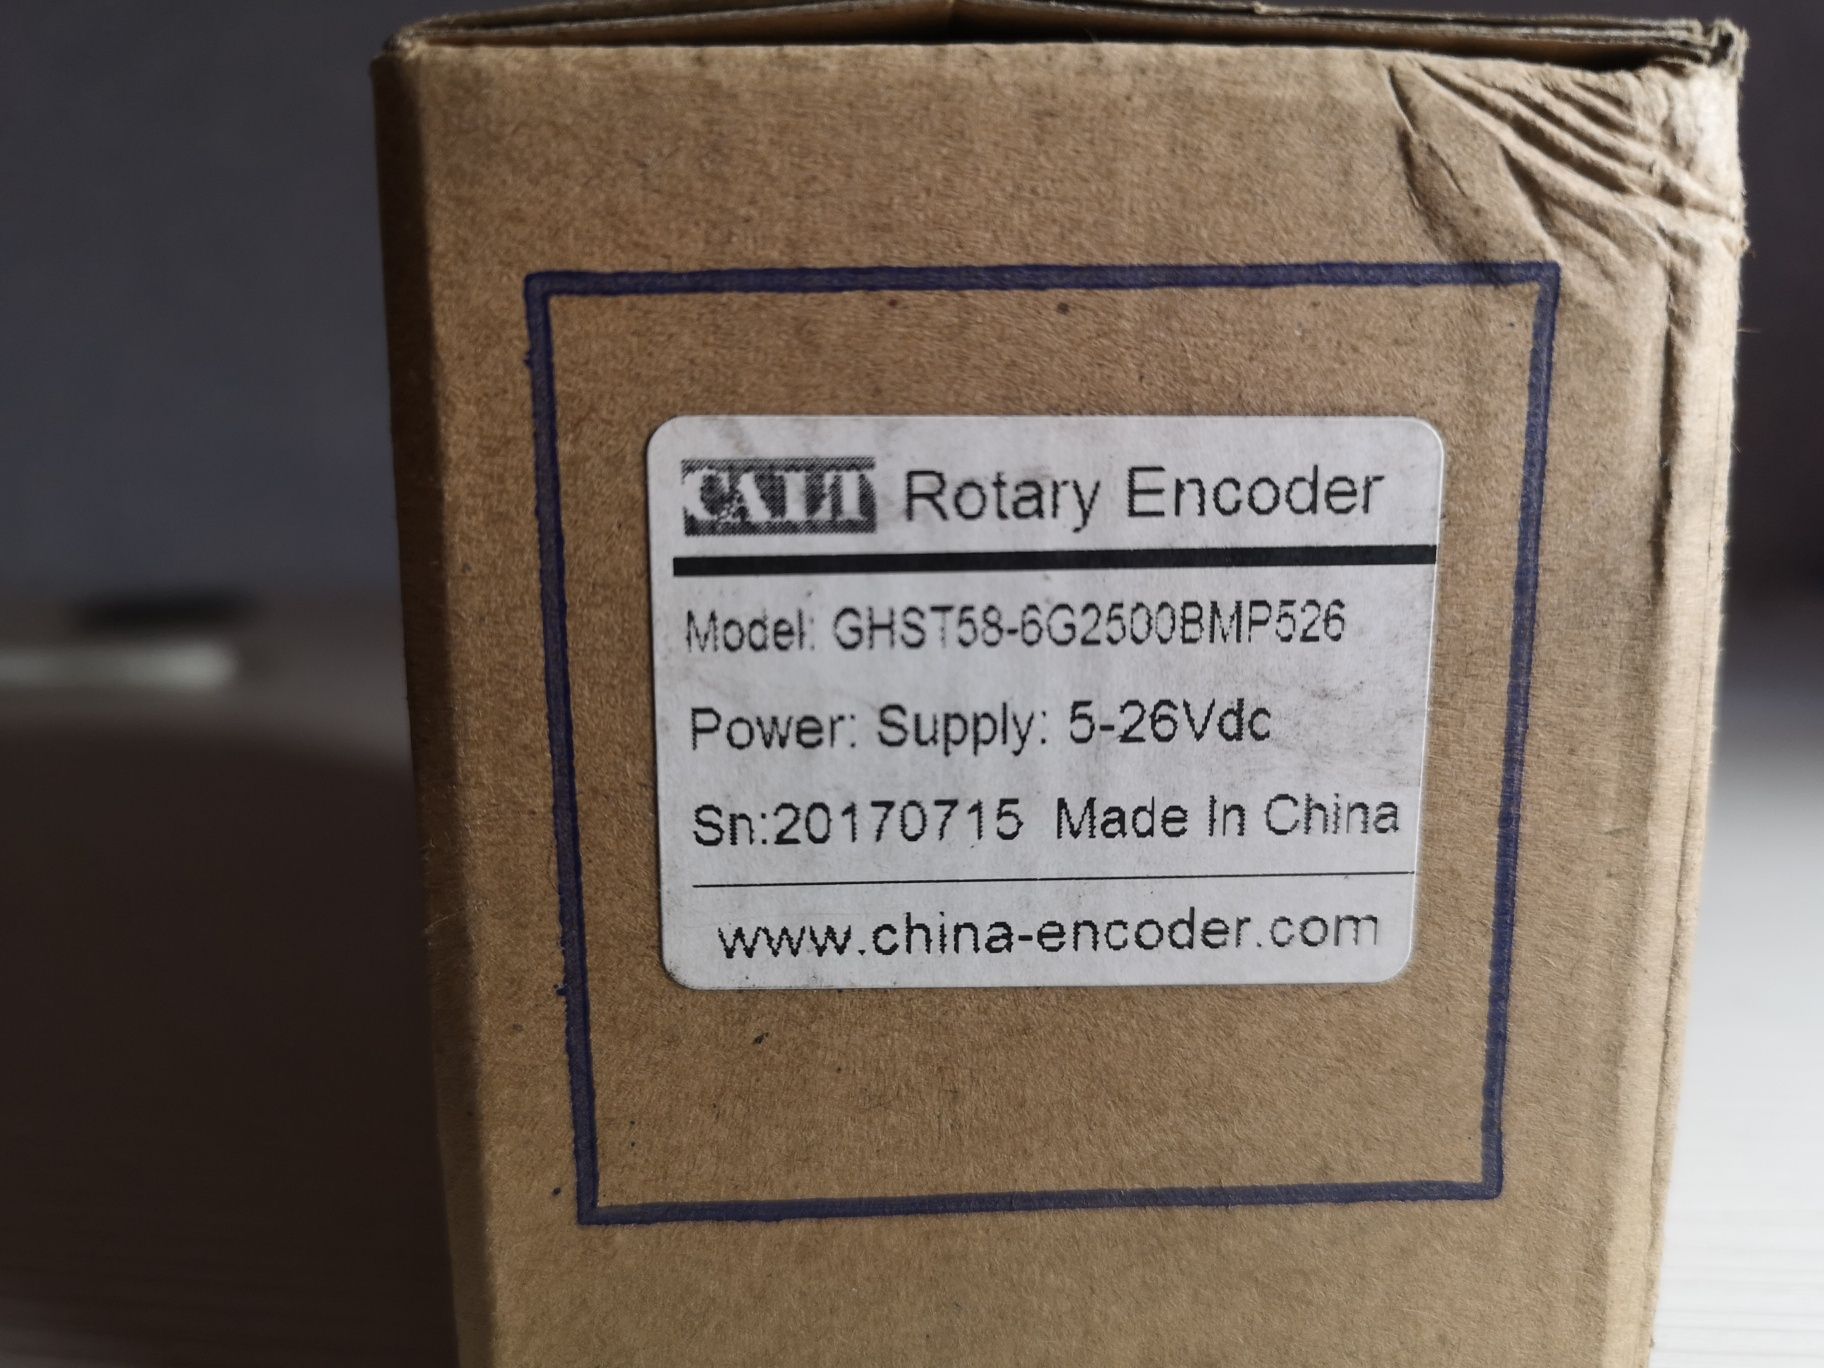 CALT Rotary Encoder
Model: GHST58-6G2500BMP526
Power: Supply: 5-26Vdc
Sn:20170715 Made In China
www.china-encoder.com